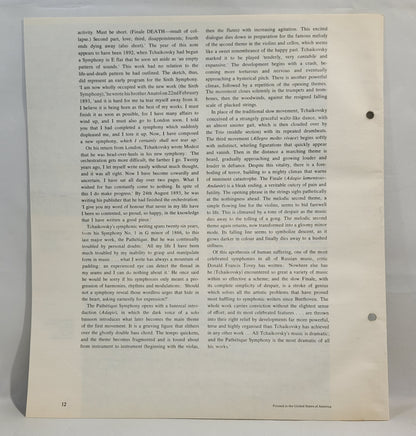 activity. Must be short. (Finale DEATH—result of col-
lapse.) Second part, love; third, disappointments; fourth
ends dying away (also short).' The year of this note
appears to have been 1892, when Tchaikovsky had begun
a Symphony in E flat that he soon set aside as 'an empty
pattern of sounds.' This work had no relation to the
life-and-death pattern he had outlined. The sketch, thus,
did represent an early program for the Sixth Symphony.
'I am now wholly occupied with the new work (the Sixth
Symphony),' he wrote his brother Anatol on 22nd February
1893, 'and it is hard for me to tear myself away from it.
I believe it is being born as the best of my works. I must
finish it as soon as possible, for I have many affairs to
wind up, and I must also go to London soon. I told
you that I had completed a symphony which suddenly
displeased me, and I tore it up. Now, I have composed
a new symphony, which I certainly shall not tear up.'
On his return from London, Tchaikovsky wrote Modest
that he was head-over-heels in the new symphony. 'The
orchestration gets more difficult, the farther I go. Twenty
years ago, I let myself write easily without much thought,
and it was all right. Now I have become cowardly and
uncertain. I have sat all day over two pages. What I
wished for has constantly come to nothing. In spite of
this I do make progress.' By 24th August 1893, he was
writing his publisher that he had finished the orchestration.
'I give you my word of honour that never in my life have
I been so contented, so proud, so happy, in the knowledge
that I have written a good piece.'
Tchaikovsky's symphonic writing spans twenty-six years,
from his Symphony No. 1 in G minor of 1866, to this
last major work, the Pathétique. But he was continually
troubled by personal doubts: 'All my life I have been
much troubled by my inability to grasp and manipulate
form in music . . . what I write has always a mountain of
padding; an experienced eye can detect the thread in
my seams and I can do nothing about it.' He once said
he would be sorry if his symphonies only meant a pro-
gression of harmonies, rhythms and modulations: 'Should
not a symphony reveal those wordless urges that hide in
the heart, asking earnestly for expression?'
The Pathétique Symphony opens with a funereal intro-
duction (Adagio), in which the dark voice of a solo
bassoon introduces what later becomes the main theme
of the first movement. It is a grieving figure that slithers
over the ghostly double bass chord. The tempo quickens,
and the theme becomes fragmented and is tossed about
from instrument to instrument (beginning with the violas,
12
then the flutes) with increasing agitation. This excited
dialogue dies down in preparation for the famous melody
of the second theme in the violins and cellos, which seems
like a sweet remembrance of the happy past. Tchaikovsky
marked it to be played 'tenderly, very cantabile and
expansive.' The development begins with a crash, be-
coming more torturous and nervous and eventually
approaching a hysterical pitch. There is another powerful
climax, followed by a repetition of the opening themes.
The movement closes solemnly in the trumpets and trom-
bones, then the woodwinds, against the resigned falling
scale of plucked strings.
In place of the traditional slow movement, Tchaikovsky
conceived of a strangely graceful waltz-like dance, with
an almost sinister part, which is then clouded over by
the Trio (middle section) with its repeated drumbeats.
The third movement (Allegro molto vivace) begins softly
with indistinct, whirling figurations that quickly appear
and vanish. Then in the distance a marching theme is
heard, gradually approaching and growing louder and
louder in defiance. Despite this vitality, there is a fore-
boding of terror, building to a mighty climax that warns
of imminent catastrophe. The Finale (Adagio lamentoso-
Andante) is a bleak ending, a veritable outcry of pain and
futility. The opening phrase in the strings sighs pathetically
at the nothingness ahead. The melodic second theme, a
simple flowing line for the violins, seems to bid farewell
to life. This is climaxed by a tone of despair as the music
dies away to the tolling of a gong. The melodic second
theme again returns, now transformed into a gloomy minor
mode. Its falling line seems to symbolize descent, as it
grows darker in colour and finally dies away to a hushed
silence.
Of this apotheosis of human suffering, one of the most
celebrated symphonies in all of Russian music, critic
Donald Francis Tovey has written: 'Nowhere else has
he (Tchaikovsky) encountered so great a variety of music
within so effective a scheme; and the slow Finale, with
its complete simplicity of despair, is a stroke of genius
which solves all the artistic problems that have proved
most baffling to symphonic writers since Beethoven. The
whole work carries conviction without the slightest sense
of effort; and its most celebrated features . . . are thrown
into their right relief by developments far more powerful,
terse and highly organised than Tchaikovsky has achieved
in any other work . . . All Tchaikovsky's music is dramatic;
and the Pathétique Symphony is the most dramatic of all
his works.'
Printed in the United States of America